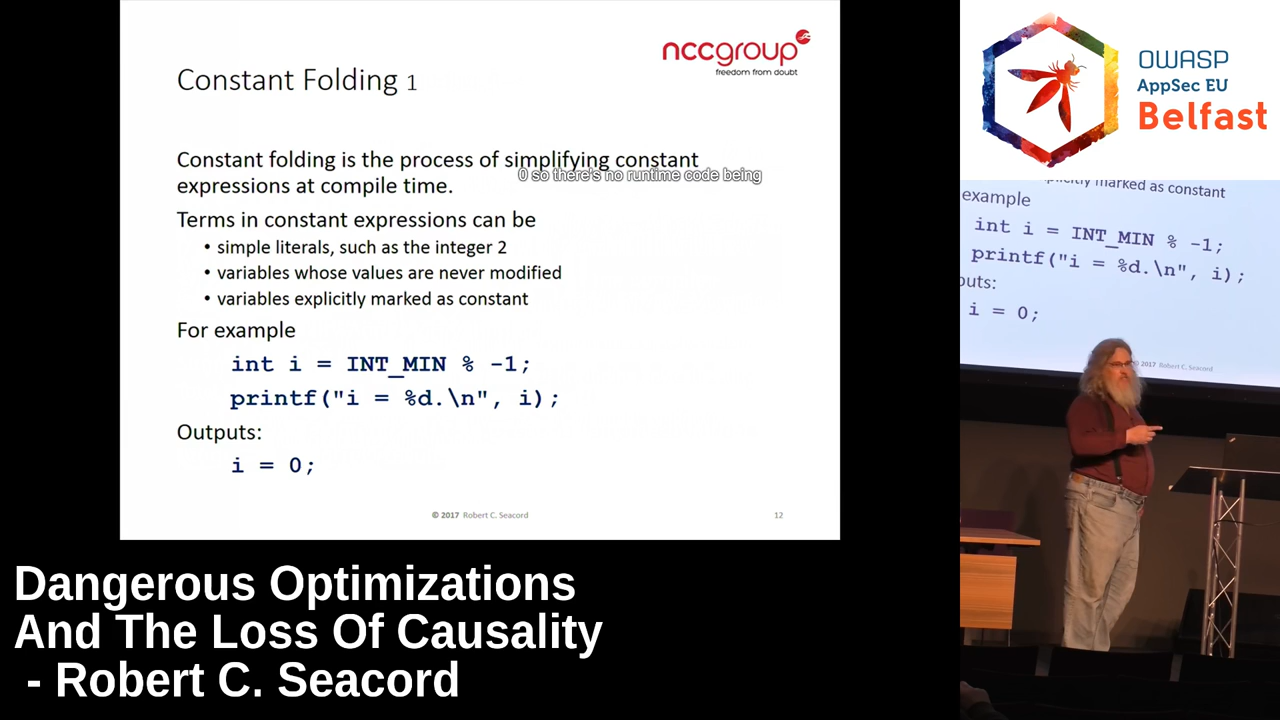 nccgroup
freedom from doubt
Constant Folding 1
Constant folding is the process of simplifying constant
expressions at compile time.
0 so there's no runtime code being
Terms in constant expressions can be
• simple literals, such as the integer 2
• variables whose values are never modified
• variables explicitly marked as constant
For example
int i = INT_MIN % -1;
printf("i = %d.\n", i);
Outputs:
i = 0;
© 2017 Robert C. Seacord
12
Dangerous Optimizations
And The Loss Of Causality
- Robert C. Seacord
OWASP
AppSec EU
Belfast
marked as constant
example
int i = INT_MIN % -1;
printf("i = %d.\n", i);
puts:
i = 0;
© 2017 Robert C. Seacord